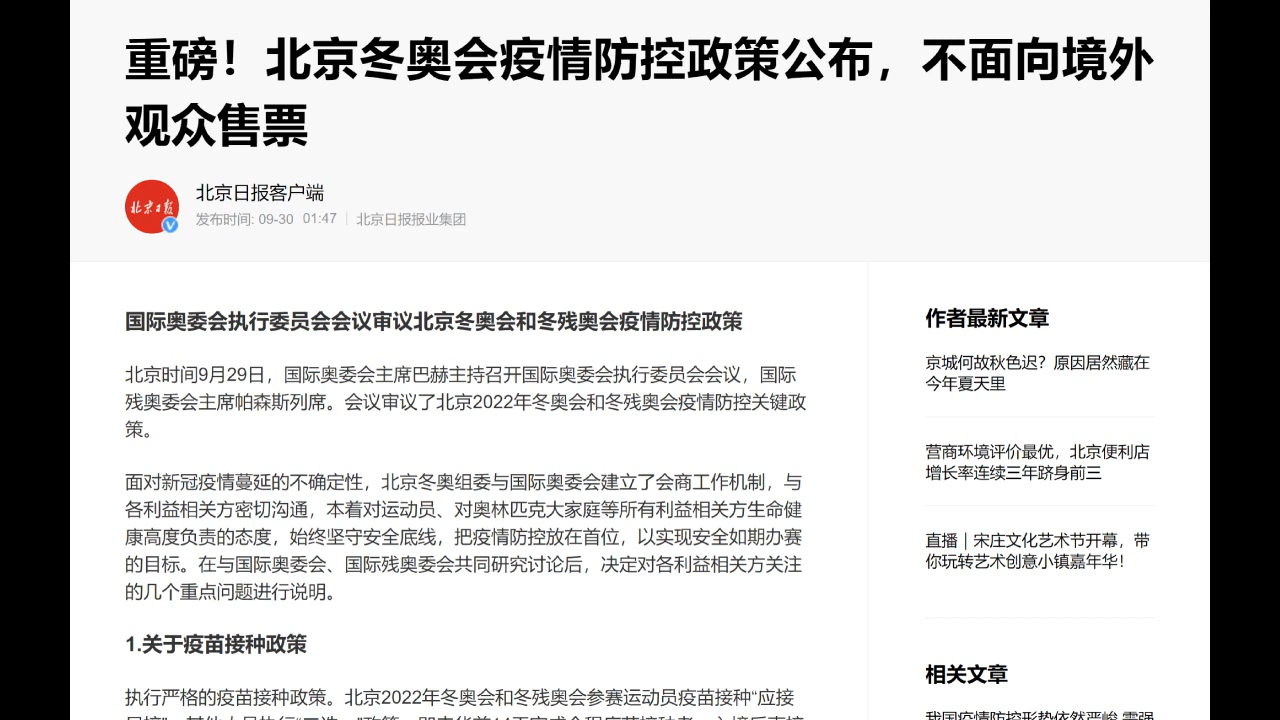 重磅！北京冬奥会疫情防控政策公布，不面向境外
观众售票
北京日报
北京日报客户端
发布时间: 09-30 01:47 北京日报报业集团
国际奥委会执行委员会会议审议北京冬奥会和冬残奥会疫情防控政策
北京时间9月29日，国际奥委会主席巴赫主持召开国际奥委会执行委员会会议，国际
残奥委会主席帕森斯列席。会议审议了北京2022年冬奥会和冬残奥会疫情防控关键政
策。
面对新冠疫情蔓延的不确定性，北京冬奥组委与国际奥委会建立了会商工作机制，与
各利益相关方密切沟通，本着对运动员、对奥林匹克大家庭等所有利益相关方生命健
康高度负责的态度，始终坚守安全底线，把疫情防控放在首位，以实现安全如期办赛
的目标。在与国际奥委会、国际残奥委会共同研究讨论后，决定对各利益相关方关注
的几个重点问题进行说明。
1.关于疫苗接种政策
执行严格的疫苗接种政策。北京2022年冬奥会和冬残奥会参赛运动员疫苗接种“应接
作者最新文章
京城何故秋色迟？原因居然藏在
今年夏天里
营商环境评价最优，北京便利店
增长率连续三年跻身前三
直播｜宋庄文化艺术节开幕，带
你玩转艺术创意小镇嘉年华！
相关文章
我国疫情防控形势依然严峻 需强